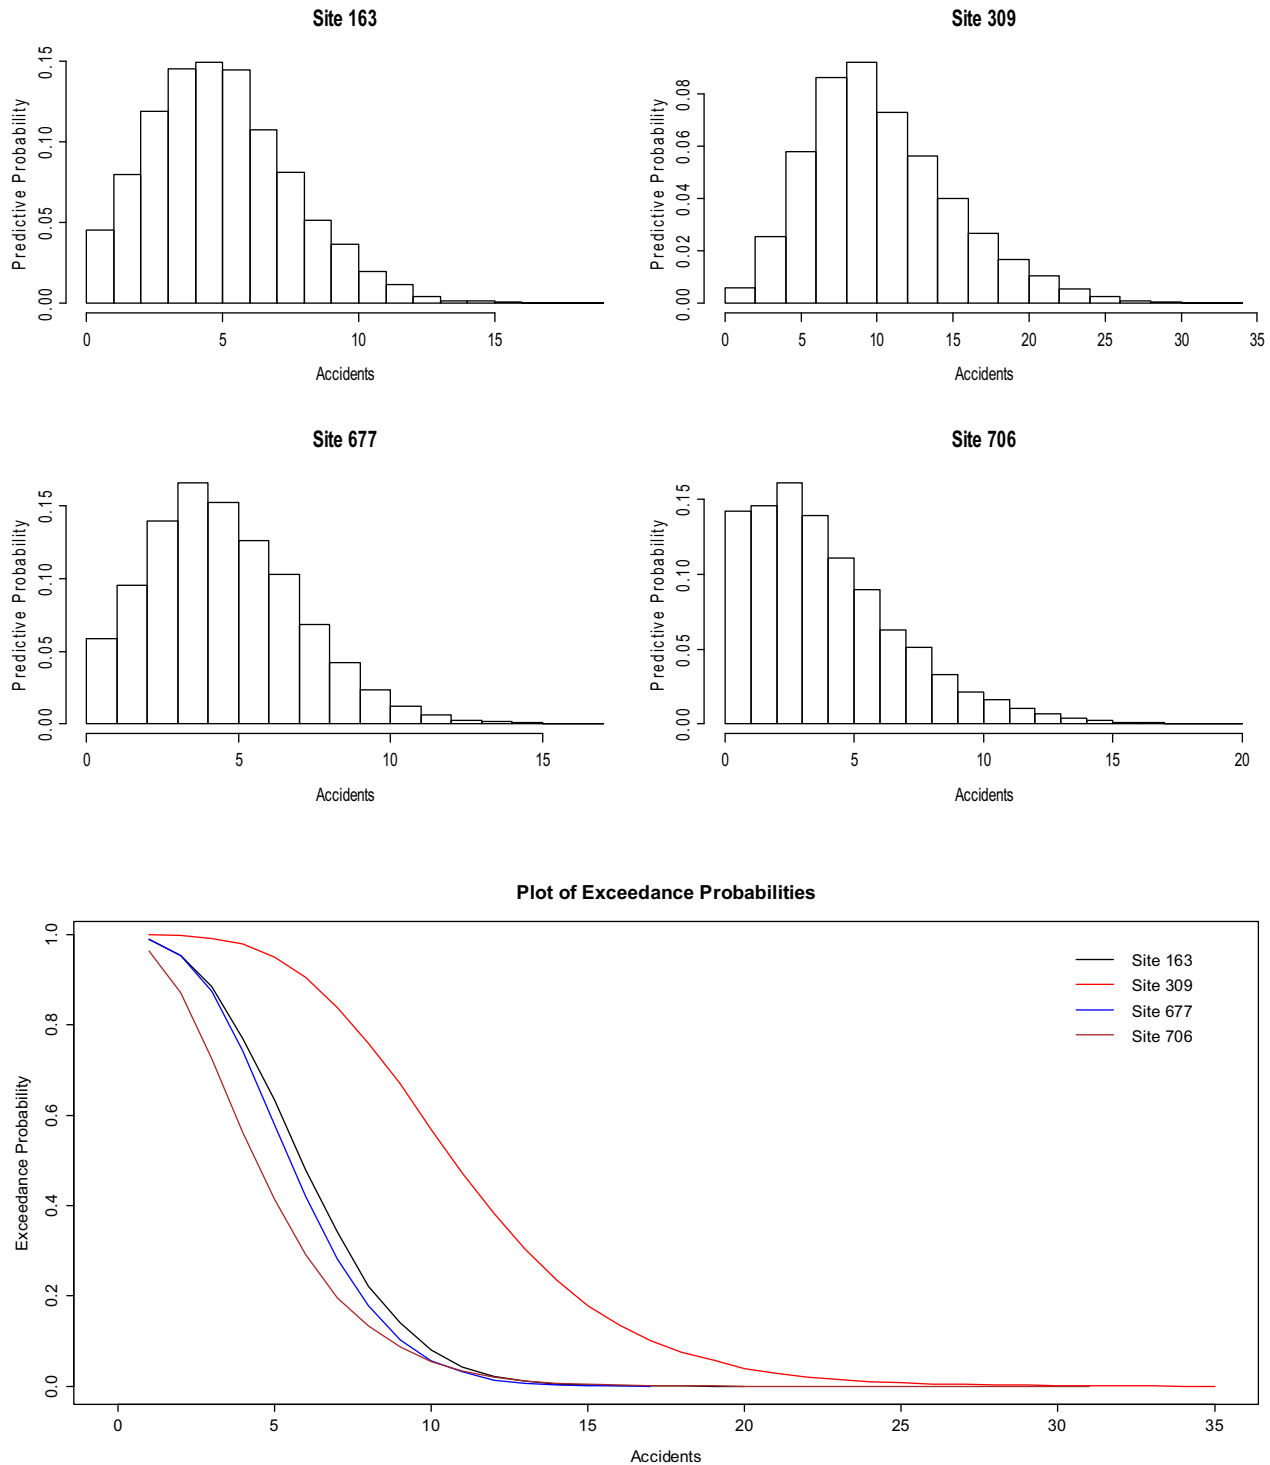 Site 163
Predictive Probability
0.00 0.05 0.10 0.15
0 5 10 15
Accidents
Site 309
Predictive Probability
0.00 0.02 0.04 0.06 0.08
0 5 10 15 20 25 30 35
Accidents
Site 677
Predictive Probability
0.00 0.05 0.10 0.15
0 5 10 15
Accidents
Site 706
Predictive Probability
0.00 0.05 0.10 0.15
0 5 10 15 20
Accidents
Plot of Exceedance Probabilities
Exceedance Probability
0.0 0.2 0.4 0.6 0.8 1.0
Site 163
Site 309
Site 677
Site 706
0 5 10 15 20 25 30 35
Accidents